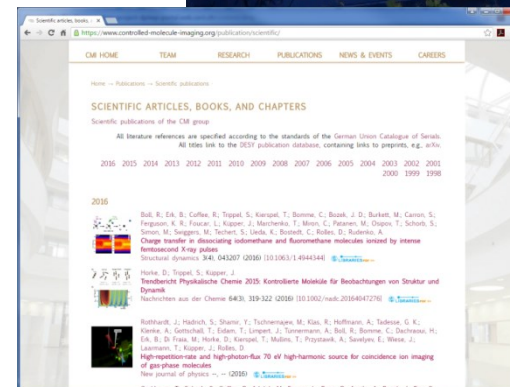 Scientific articles, books, 
https://www.controlled-molecule-imaging.org/publication/scientific/
CMI HOME TEAM RESEARCH PUBLICATIONS NEWS & EVENTS CAREERS
Home → Publications → Scientific publications
SCIENTIFIC ARTICLES, BOOKS, AND CHAPTERS
Scientific publications of the CMI group
All literature references are specified according to the standards of the German Union Catalogue of Serials.
All titles link to the DESY publication database, containing links to preprints, e.g., arXiv.
2016 2015 2014 2013 2012 2011 2010 2009 2008 2007 2006 2005 2004 2003 2002 2001
2000 1999 1998
2016
Boll, R.; Erk, B.; Coffee, R.; Trippel, S.; Kierspel, T.; Bomme, C.; Bozek, J. D.; Burkett, M.; Carron, S.;
Ferguson, K. R.; Foucar, L.; Küpper, J.; Marchenko, T.; Miron, C.; Patanen, M.; Osipov, T.; Schorb, S.;
Simon, M.; Swiggers, M.; Techert, S.; Ueda, K.; Bostedt, C.; Rolles, D.; Rudenko, A.
Charge transfer in dissociating iodomethane and fluoromethane molecules ionized by intense
femtosecond X-ray pulses
Structural dynamics 3(4), 043207 (2016) [10.1063/1.4944344]
Horke, D.; Trippel, S.; Küpper, J.
Trendbericht Physikalische Chemie 2015: Kontrollierte Moleküle für Beobachtungen von Struktur und
Dynamik
Nachrichten aus der Chemie 64(3), 319-322 (2016) [10.1002/nadc.20164047276]
Rothhardt, J.; Hädrich, S.; Shamir, Y.; Tschnernajew, M.; Klas, R.; Hoffmann, A.; Tadesse, G. K.;
Klenke, A.; Gottschall, T.; Eidam, T.; Limpert, J.; Tünnermann, A.; Boll, R.; Bomme, C.; Dachraoui, H.;
Erk, B.; Di Fraia, M.; Horke, D.; Kierspel, T.; Mullins, T.; Przystawik, A.; Savelyev, E.; Wiese, J.;
Laarmann, T.; Küpper, J.; Rolles, D.
High-repetition-rate and high-photon-flux 70 eV high-harmonic source for coincidence ion imaging
of gas-phase molecules
New journal of physics --, -- (2016)